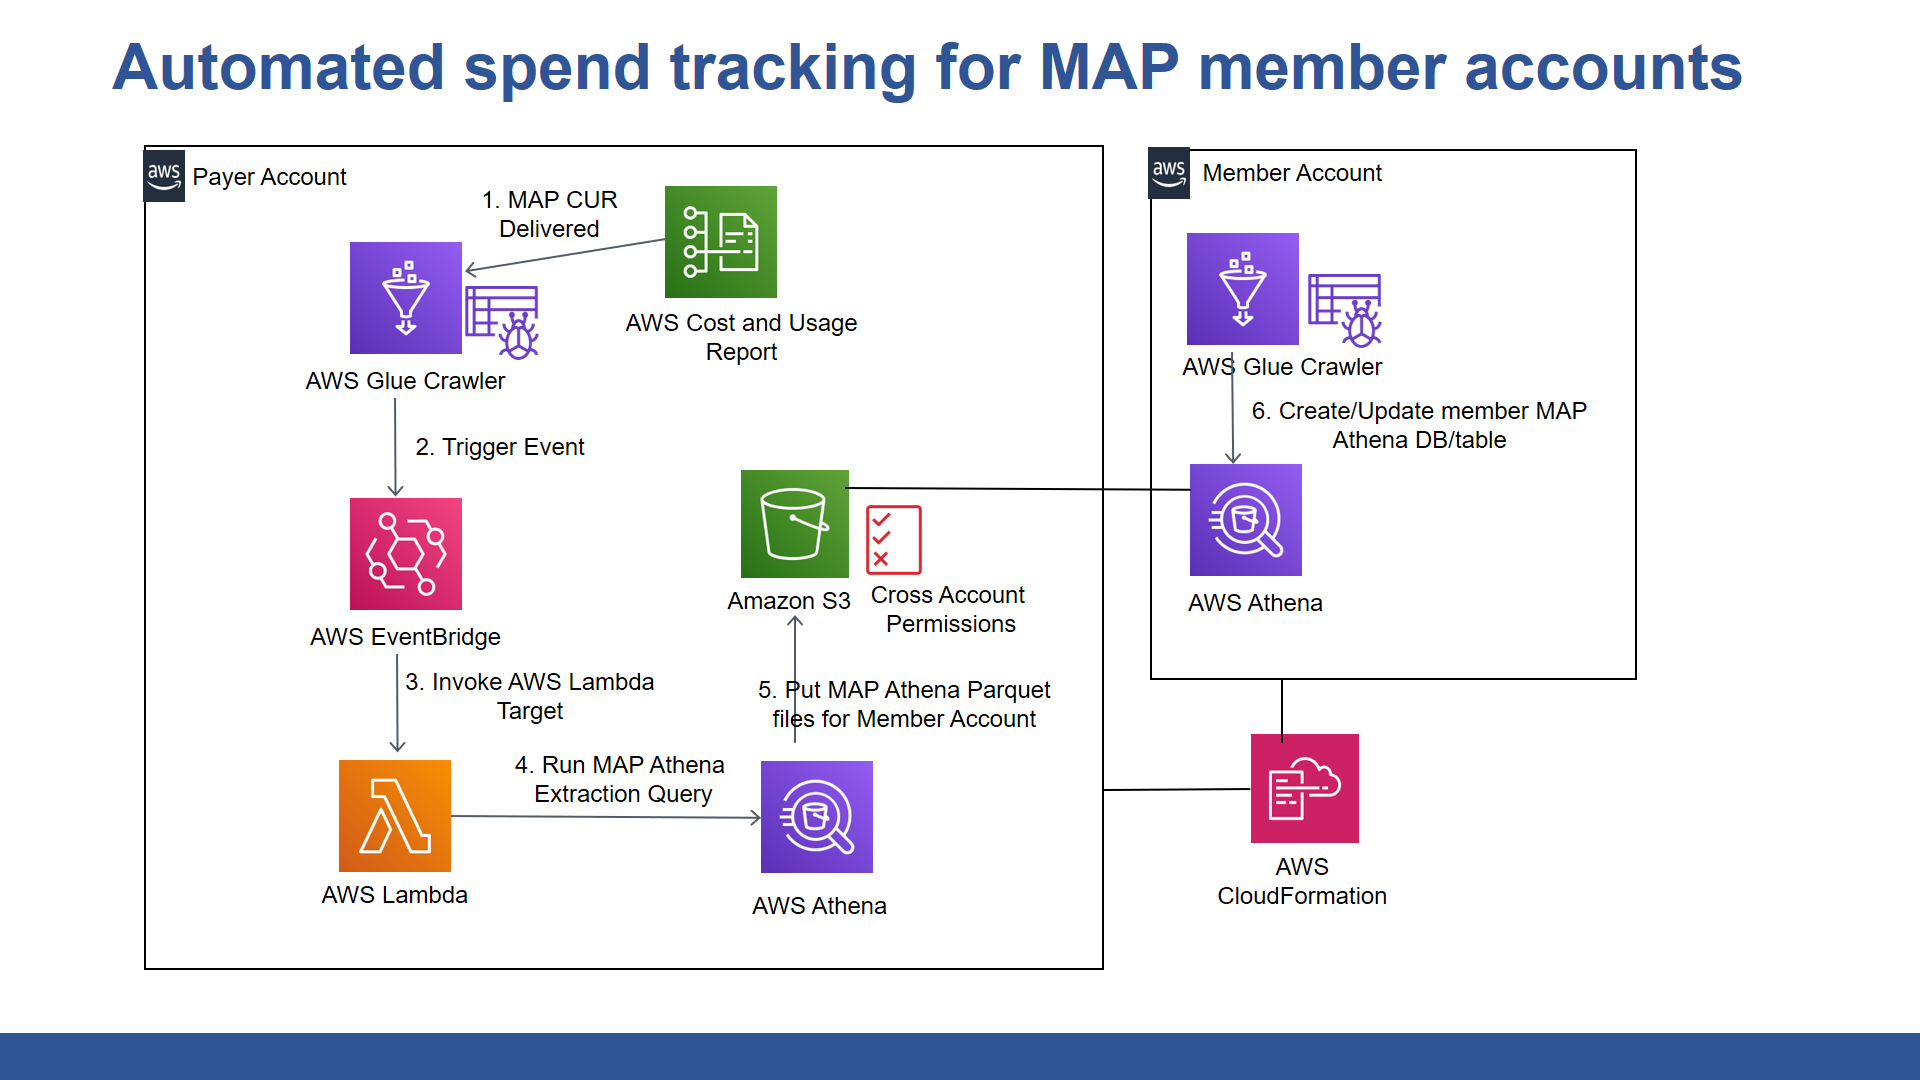 Automated spend tracking for MAP member accounts
aws
Payer Account
1. MAP CUR
Delivered
AWS Cost and Usage
Report
AWS Glue Crawler
2. Trigger Event
AWS EventBridge
3. Invoke AWS Lambda
Target
AWS Lambda
4. Run MAP Athena
Extraction Query
AWS Athena
5. Put MAP Athena Parquet
files for Member Account
Amazon S3
Cross Account
Permissions
aws
Member Account
AWS Glue Crawler
6. Create/Update member MAP
Athena DB/table
AWS Athena
AWS
CloudFormation